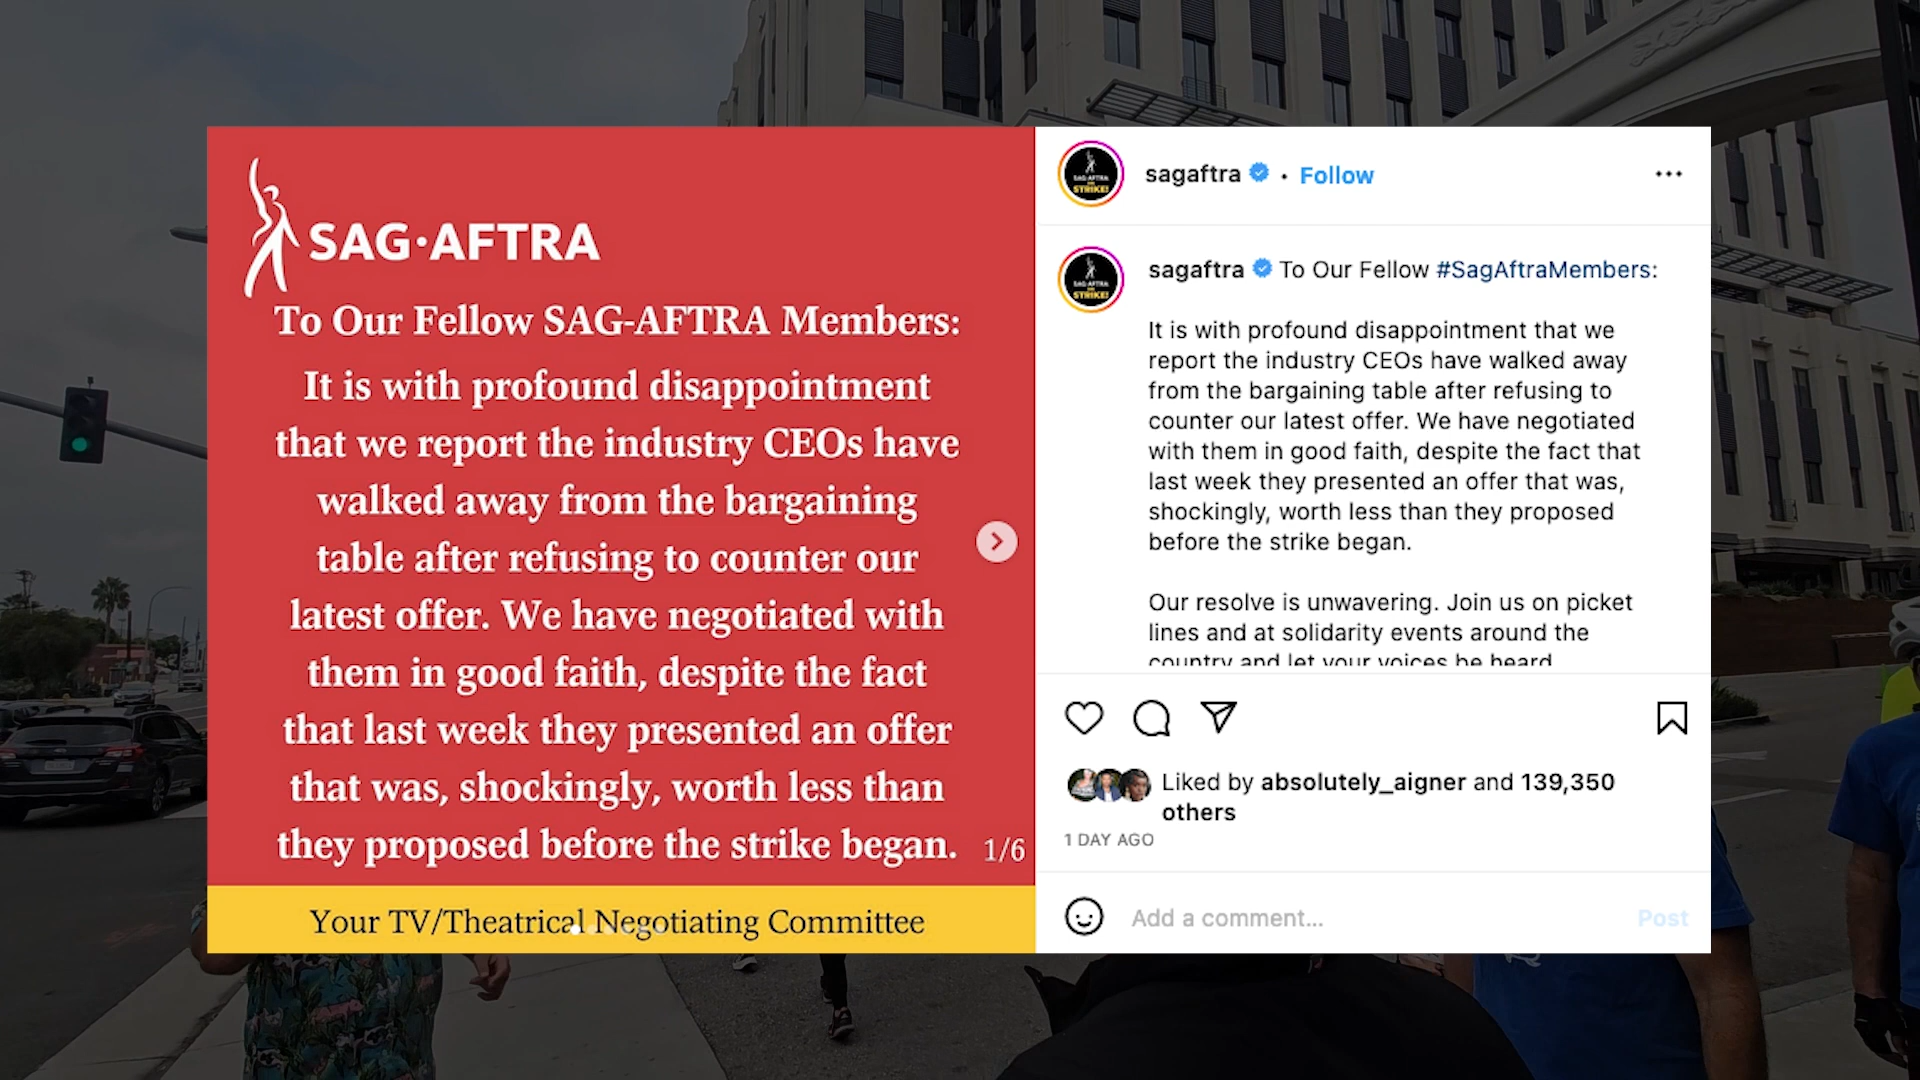 SAG·AFTRA
To Our Fellow SAG-AFTRA Members:
It is with profound disappointment
that we report the industry CEOs have
walked away from the bargaining
table after refusing to counter our
latest offer. We have negotiated with
them in good faith, despite the fact
that last week they presented an offer
that was, shockingly, worth less than
they proposed before the strike began.
1/6
Your TV/Theatrical Negotiating Committee
sagaftra • Follow
sagaftra To Our Fellow #SagAftraMembers:
It is with profound disappointment that we
report the industry CEOs have walked away
from the bargaining table after refusing to
counter our latest offer. We have negotiated
with them in good faith, despite the fact that
last week they presented an offer that was,
shockingly, worth less than they proposed
before the strike began.
Our resolve is unwavering. Join us on picket
lines and at solidarity events around the
country and let your voices be heard
Liked by absolutely_aigner and 139,350
others
1 DAY AGO
Add a comment...
Post